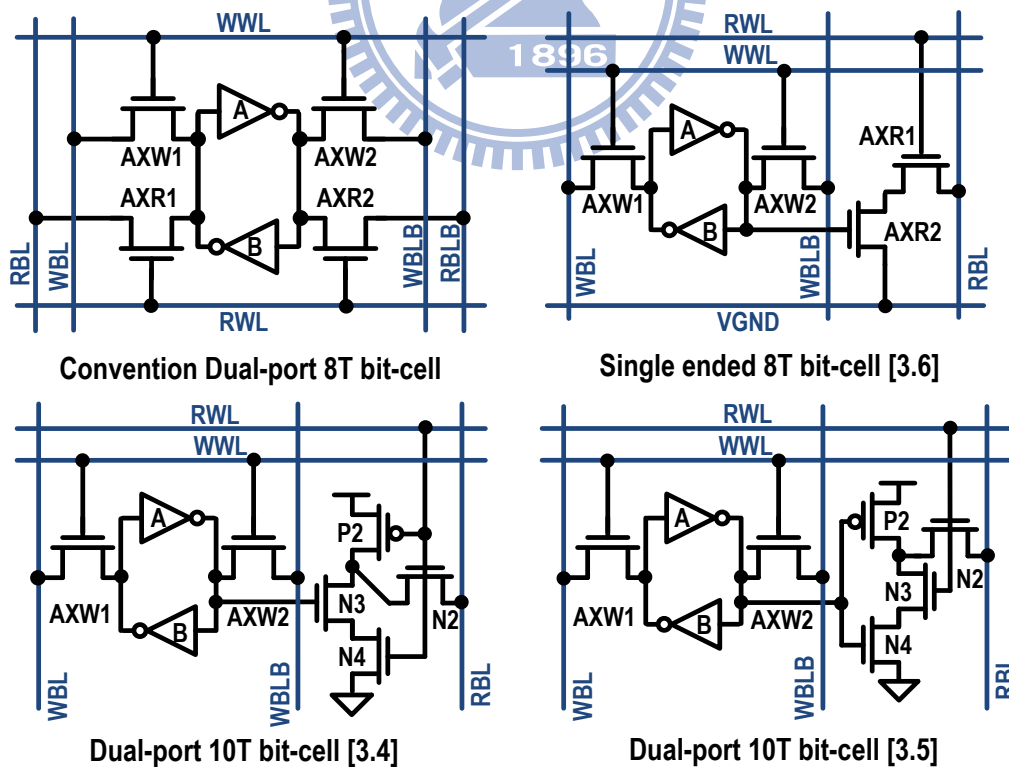 WWL
1896
A
AXW1
AXW2
AXR1
AXR2
B
RBL
WBL
WBLB
RBLB
RWL
Convention Dual-port 8T bit-cell
RWL
WWL
A
AXR1
AXW1
AXW2
B
AXR2
WBL
WBLB
RBL
VGND
Single ended 8T bit-cell [3.6]
RWL
WWL
A
P2
AXW1
B
AXW2
N3
N2
N4
WBL
WBLB
RBL
Dual-port 10T bit-cell [3.4]
RWL
WWL
A
P2
AXW1
B
AXW2
N3
N2
N4
WBL
WBLB
RBL
Dual-port 10T bit-cell [3.5]